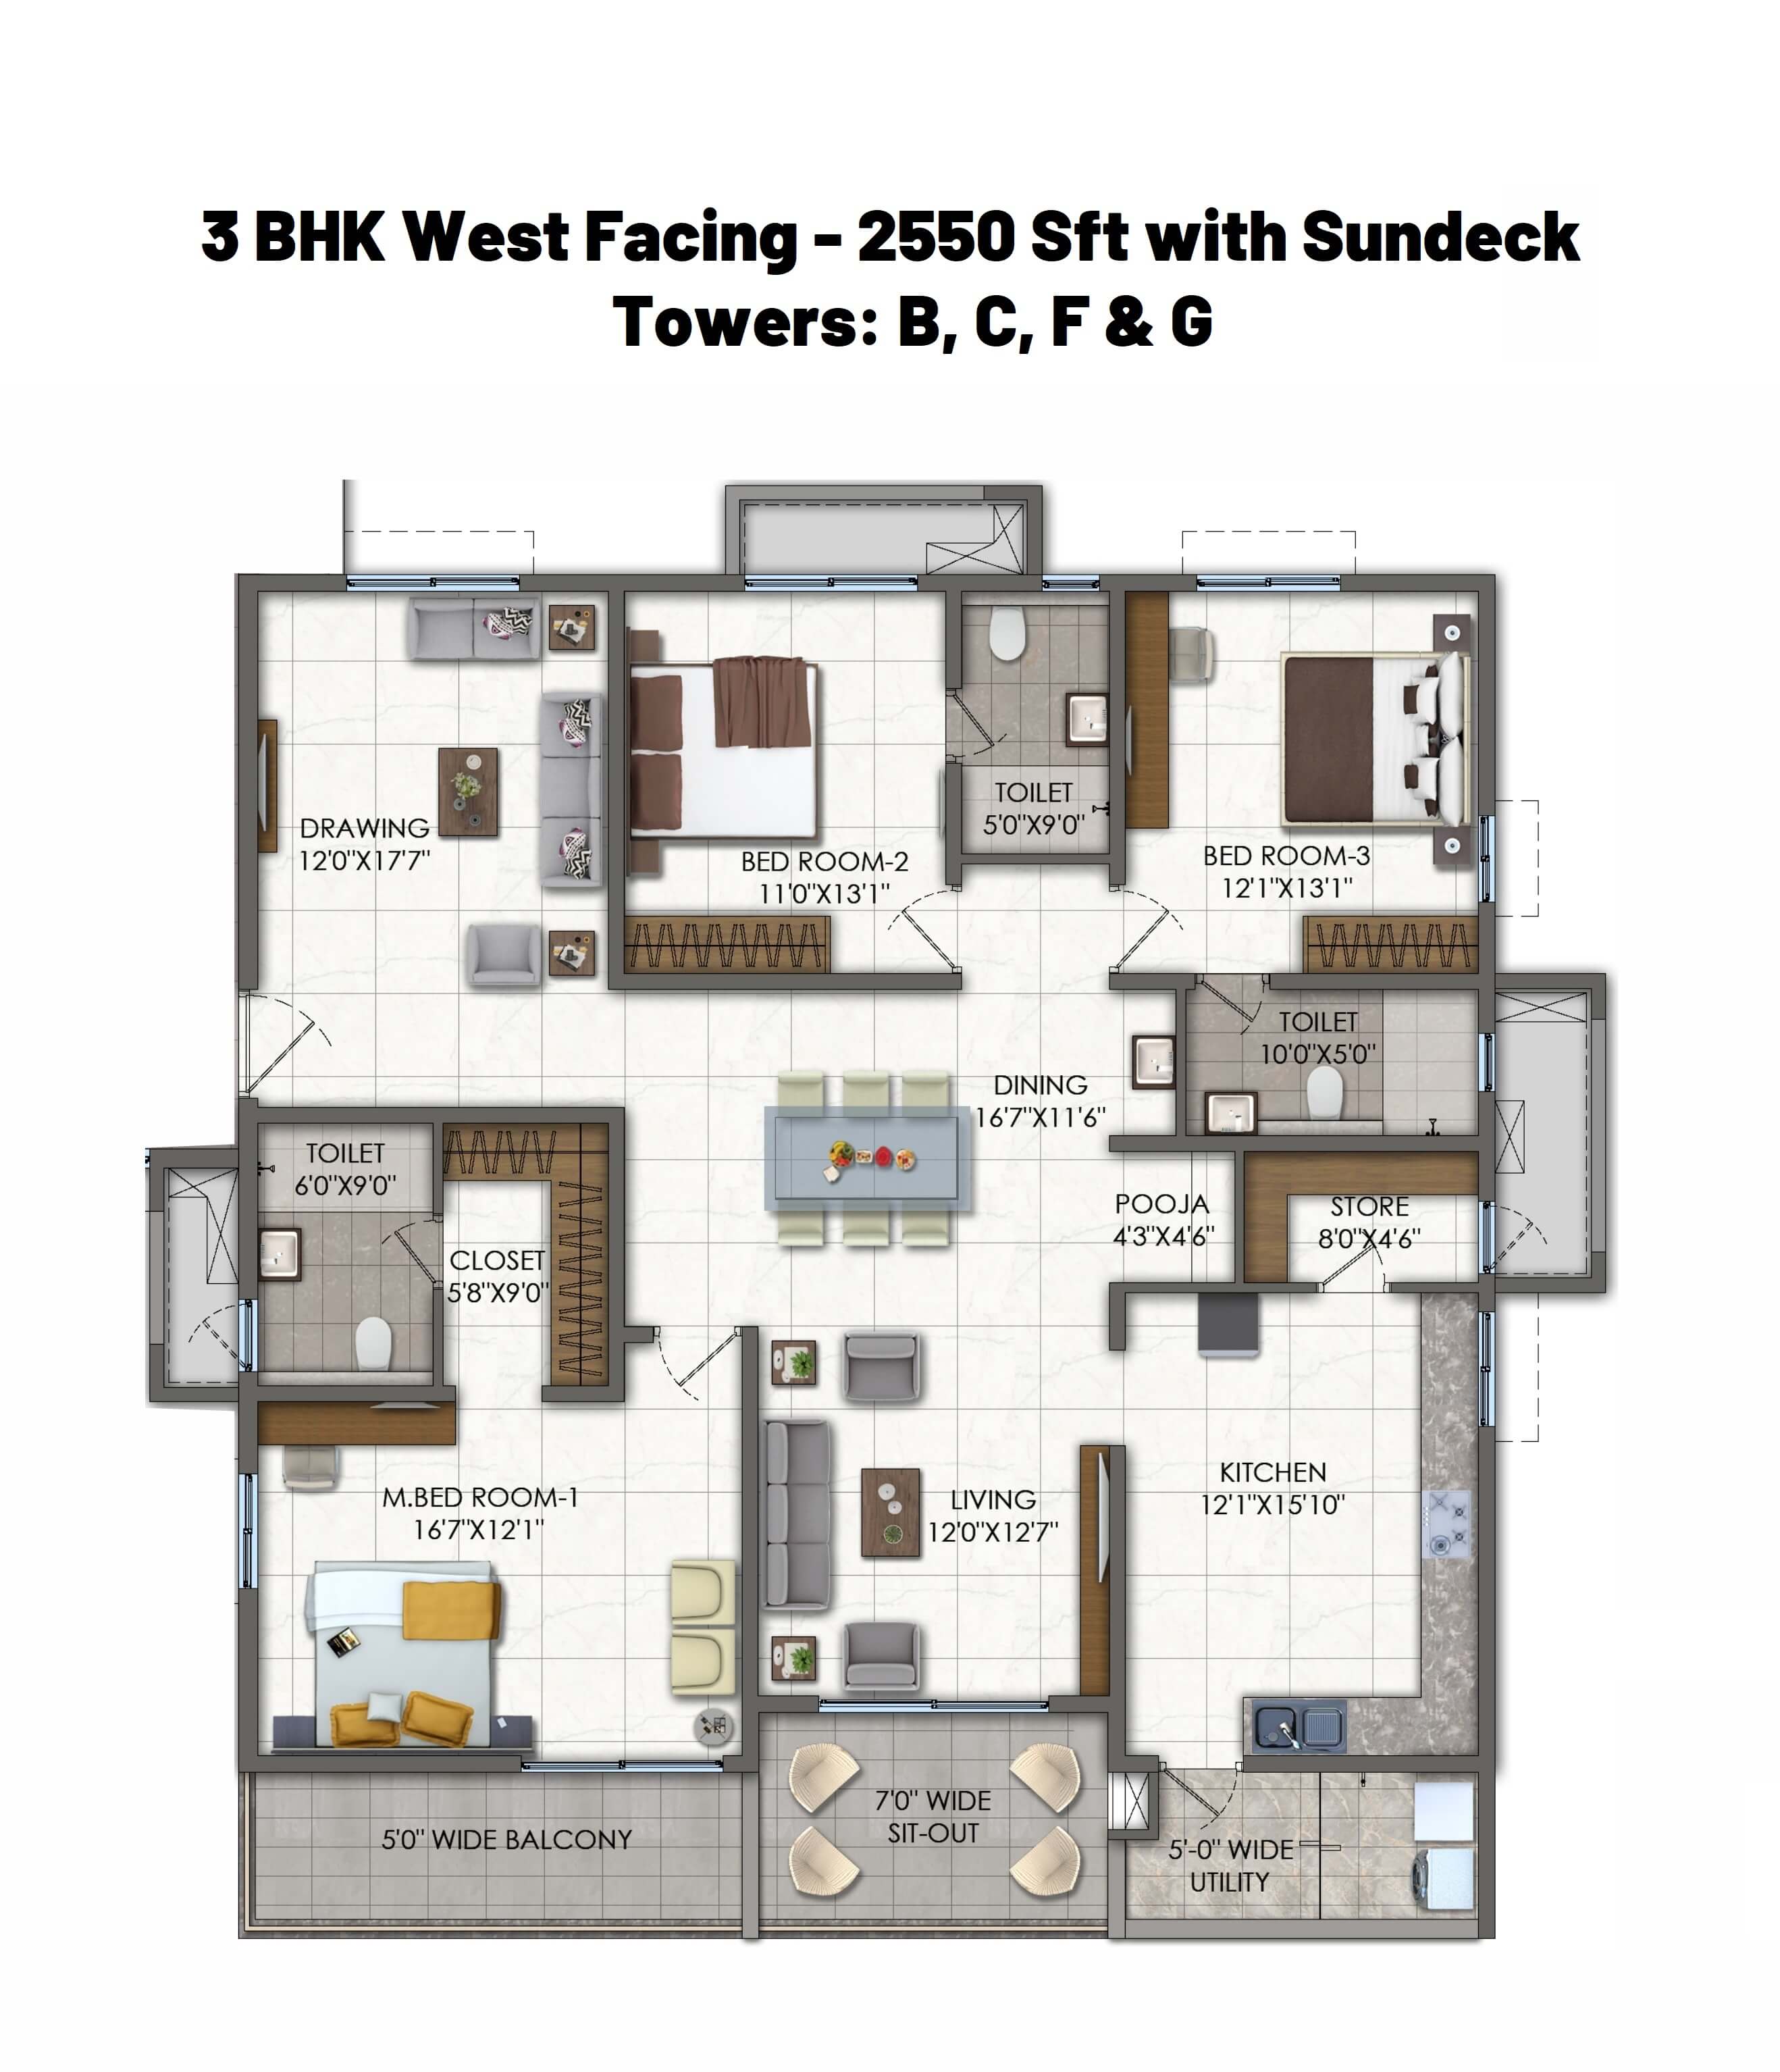 3 BHK West Facing - 2550 Sft with Sundeck
Towers: B, C, F & G
TOILET
5'0"X9'0"
DRAWING
12'0"X17'7"
BED ROOM-2
11'0"X13'1"
BED ROOM-3
12'1"X13'1"
TOILET
10'0"X5'0"
DINING
16'7"X11'6"
TOILET
6'0"X9'0"
CLOSET
5'8"X9'0"
POOJA
4'3"X4'6"
STORE
8'0"X4'6"
M.BED ROOM-1
16'7"X12'1"
LIVING
12'0"X12'7"
KITCHEN
12'1"X15'10"
5'0" WIDE BALCONY
7'0" WIDE
SIT-OUT
5'-0" WIDE
UTILITY